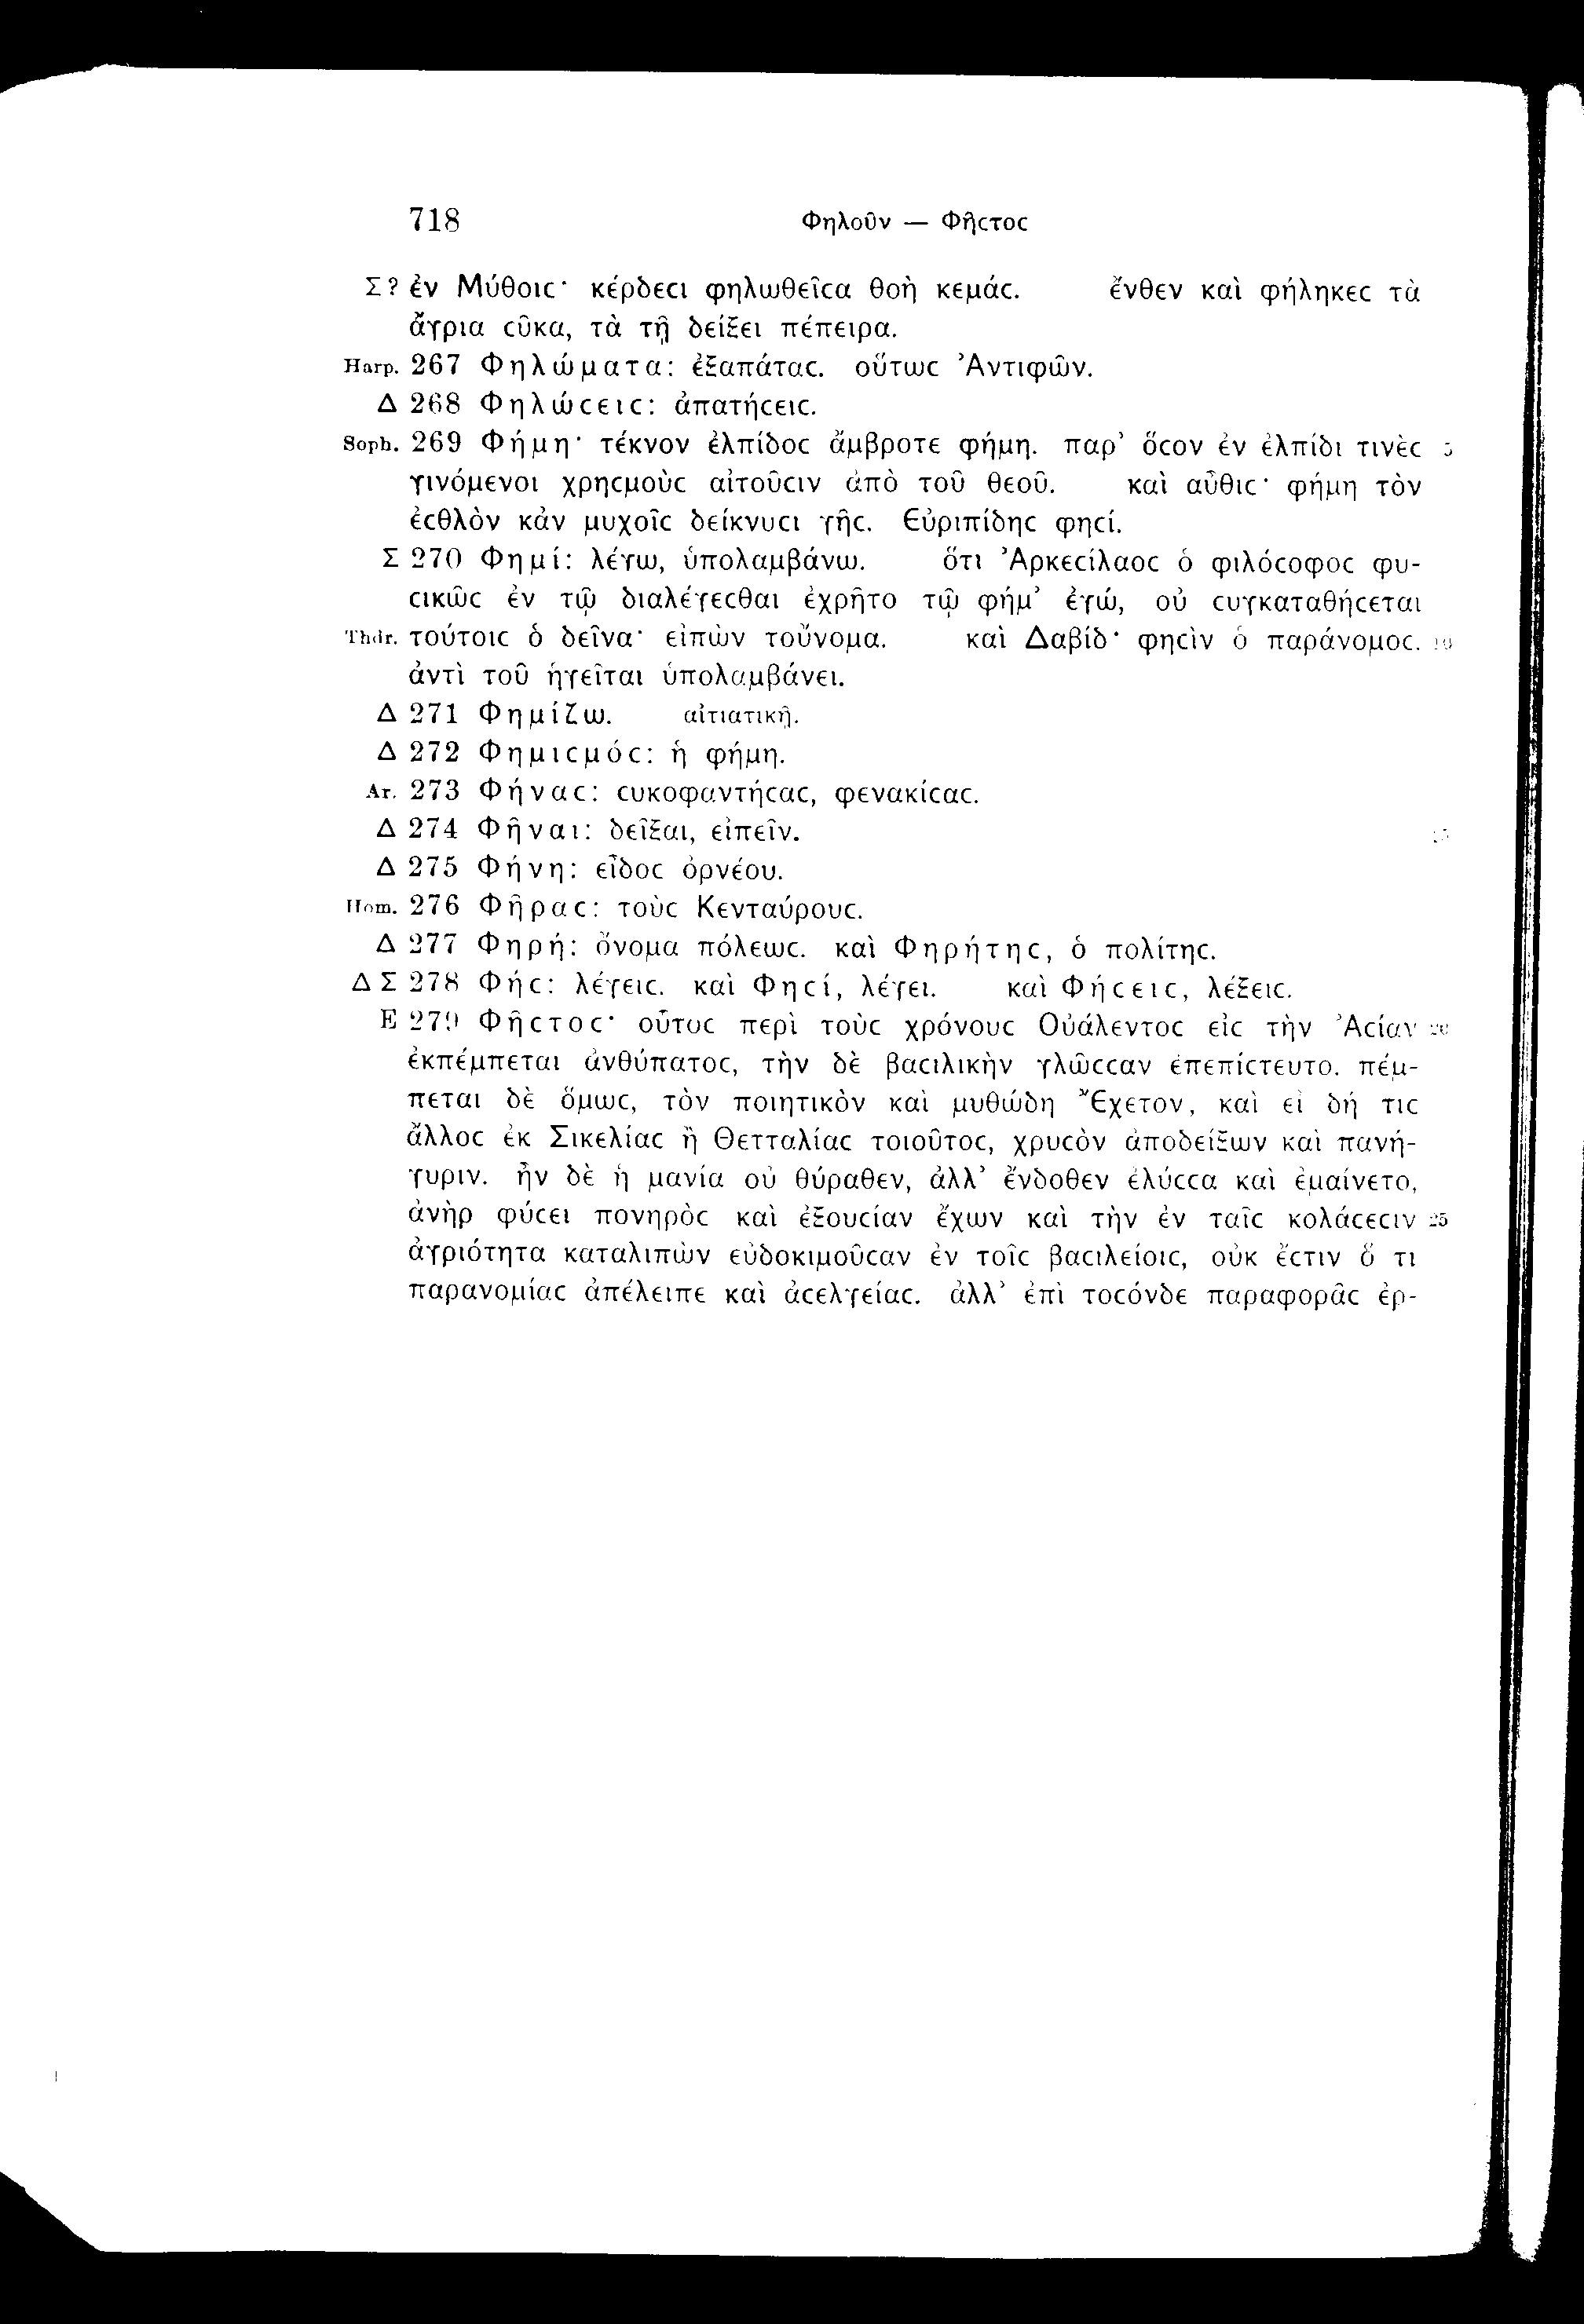 718 Φηλοῦν — Φῆϲτοϲ
Σ? ἐν Μύθοιϲ· κέρδεϲι φηλωθεῖϲα θοὴ κεμάϲ. ἔνθεν καὶ φήληκεϲ τὰ
ἄγρια ϲῦκα, τὰ τῇ δείξει πέπειρα.
Harp. 267 Φηλώματα: ἐξαπάταϲ. οὕτωϲ Ἀντιφῶν.
Δ 268 Φηλώϲειϲ: ἀπατήϲειϲ.
Soph. 269 Φήμη· τέκνον ἐλπίδοϲ ἄμβροτε φήμη. παρ’ ὅϲον ἐν ἐλπίδι τινὲϲ 5
γινόμενοι χρηϲμοὺϲ αἰτοῦϲιν ἀπὸ τοῦ θεοῦ. καὶ αὖθιϲ· φήμη τὸν
ἐϲθλὸν κἀν μυχοῖϲ δείκνυϲι γῆϲ. Εὐριπίδηϲ φηϲί.
Σ 270 Φημί: λέγω, ὑπολαμβάνω. ὅτι Ἀρκεϲίλαοϲ ὁ φιλόϲοφοϲ φυ-
ϲικῶϲ ἐν τῷ διαλέγεϲθαι ἐχρῆτο τῷ φήμ’ ἐγώ, οὐ ϲυγκαταθήϲεται
Thdr. τούτοιϲ ὁ δεῖνα· εἰπὼν τοὔνομα. καὶ Δαβίδ· φηϲὶν ὁ παράνομοϲ. 10
ἀντὶ τοῦ ἡγεῖται ὑπολαμβάνει.
Δ 271 Φημίζω. αἰτιατικῇ.
Δ 272 Φημιϲμόϲ: ἡ φήμη.
Ar. 273 Φήναϲ: ϲυκοφαντήϲαϲ, φενακίϲαϲ.
Δ 274 Φῆναι: δεῖξαι, εἰπεῖν. 15
Δ 275 Φήνη: εἶδοϲ ὀρνέου.
Hom. 276 Φῆραϲ: τοὺϲ Κενταύρουϲ.
Δ 277 Φηρή: ὄνομα πόλεωϲ. καὶ Φηρήτηϲ, ὁ πολίτηϲ.
Δ Σ 278 Φήϲ: λέγειϲ. καὶ Φηϲί, λέγει. καὶ Φήϲειϲ, λέξειϲ.
E 279 Φῆϲτοϲ· οὗτοϲ περὶ τοὺϲ χρόνουϲ Οὐάλεντοϲ εἰϲ τὴν Ἀϲίαν 20
ἐκπέμπεται ἀνθύπατοϲ, τὴν δὲ βαϲιλικὴν γλῶϲϲαν ἐπεπίϲτευτο. πέμ-
πεται δὲ ὅμωϲ, τὸν ποιητικὸν καὶ μυθώδη Ἔχετον, καὶ εἰ δή τιϲ
ἄλλοϲ ἐκ Σικελίαϲ ἢ Θετταλίαϲ τοιοῦτοϲ, χρυϲὸν ἀποδείξων καὶ πανή-
γυριν. ἦν δὲ ἡ μανία οὐ θύραθεν, ἀλλ’ ἔνδοθεν ἐλύϲϲα καὶ ἐμαίνετο,
ἀνὴρ φύϲει πονηρὸϲ καὶ ἐξουϲίαν ἔχων καὶ τὴν ἐν ταῖϲ κολάϲεϲιν 25
ἀγριότητα καταλιπὼν εὐδοκιμοῦϲαν ἐν τοῖϲ βαϲιλείοιϲ, οὐκ ἔϲτιν ὅ τι
παρανομίαϲ ἀπέλειπε καὶ ἀϲελγείαϲ. ἀλλ’ ἐπὶ τοϲόνδε παραφορᾶϲ ἐρ-